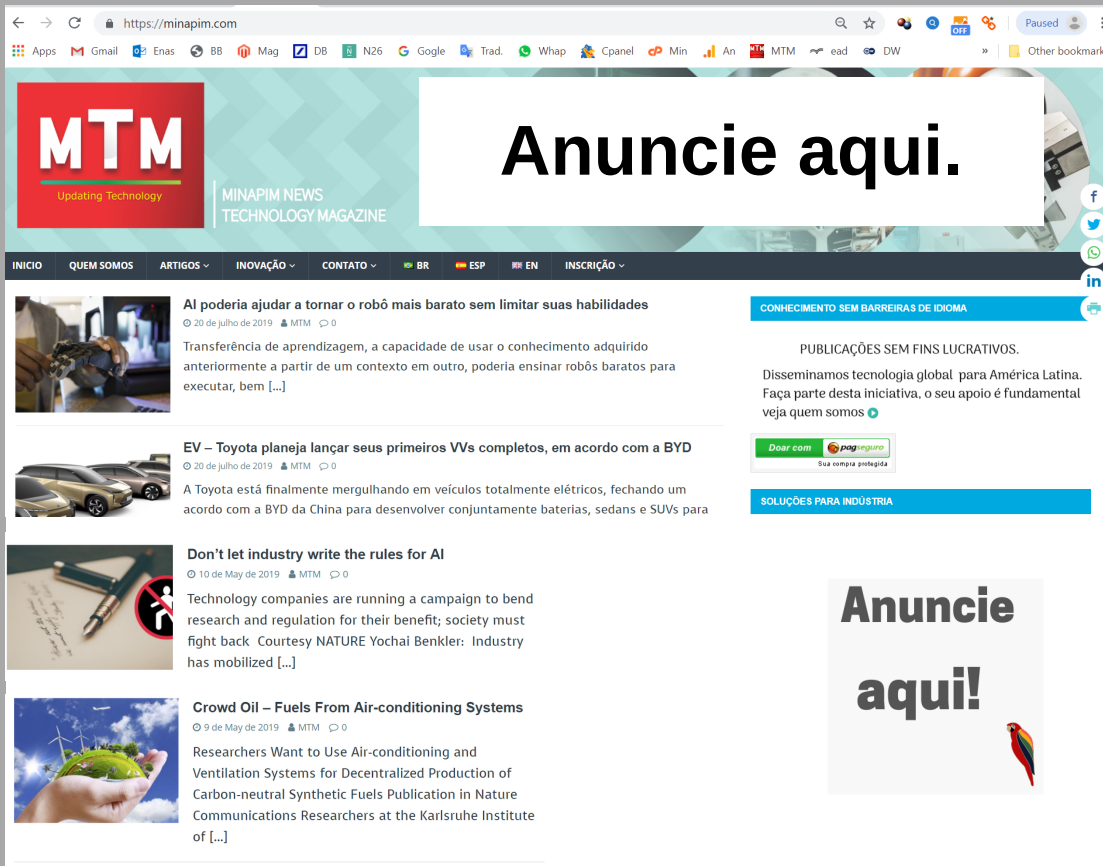 https://minapim.com
Paused
Apps Gmail Enas BB Mag DB N26 Gogle Trad. Whap Cpanel Min An MTM ead DW » Other bookmark
OFF
MTM
Updating Technology
MINAPIM NEWS
TECHNOLOGY MAGAZINE
Anuncie aqui.
INICIO QUEM SOMOS ARTIGOS INOVAÇÃO CONTATO BR ESP EN INSCRIÇÃO
AI poderia ajudar a tornar o robô mais barato sem limitar suas habilidades
20 de julho de 2019 MTM 0
Transferência de aprendizagem, a capacidade de usar o conhecimento adquirido
anteriormente a partir de um contexto em outro, poderia ensinar robôs baratos para
executar, bem [...]
EV – Toyota planeja lançar seus primeiros VVs completos, em acordo com a BYD
20 de julho de 2019 MTM 0
A Toyota está finalmente mergulhando em veículos totalmente elétricos, fechando um
acordo com a BYD da China para desenvolver conjuntamente baterias, sedans e SUVs para
Don't let industry write the rules for AI
10 de May de 2019 MTM 0
Technology companies are running a campaign to bend
research and regulation for their benefit; society must
fight back Courtesy NATURE Yochai Benkler: Industry
has mobilized [...]
Crowd Oil – Fuels From Air-conditioning Systems
9 de May de 2019 MTM 0
Researchers Want to Use Air-conditioning and
Ventilation Systems for Decentralized Production of
Carbon-neutral Synthetic Fuels Publication in Nature
Communications Researchers at the Karlsruhe Institute
of [...]
CONHECIMENTO SEM BARREIRAS DE IDIOMA
PUBLICAÇÕES SEM FINS LUCRATIVOS.
Disseminamos tecnologia global para América Latina.
Faça parte desta iniciativa, o seu apoio é fundamental
veja quem somos
Doar com pagseguro
Sua compra protegida
SOLUÇÕES PARA INDÚSTRIA
Anuncie
aqui!